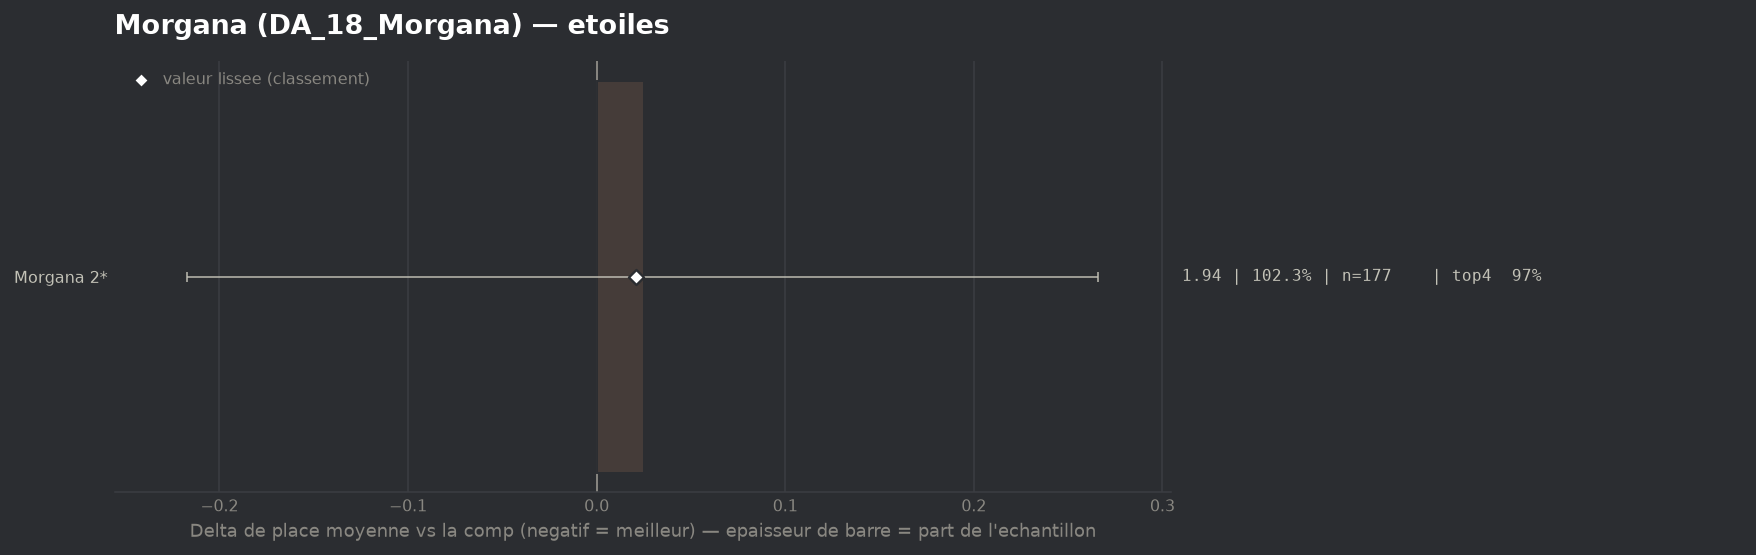 Morgana (DA_18_Morgana) — etoiles
valeur lissee (classement)
Morgana 2*
1.94 | 102.3% | n=177    | top4  97%
−0.2
−0.1
0.0
0.1
0.2
0.3
Delta de place moyenne vs la comp (negatif = meilleur) — epaisseur de barre = part de l'echantillon